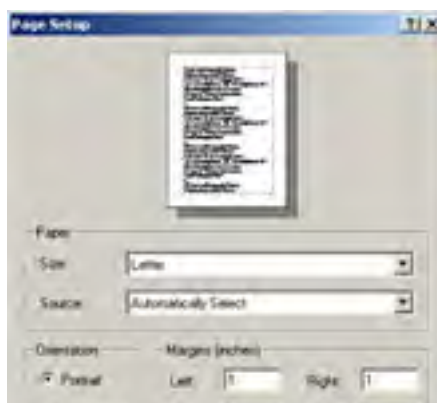 Page Setup
Paper
Size: Letter
Source: Automatically Select
Orientation Margins (inches)
Portrait Left: 1 Right: 1